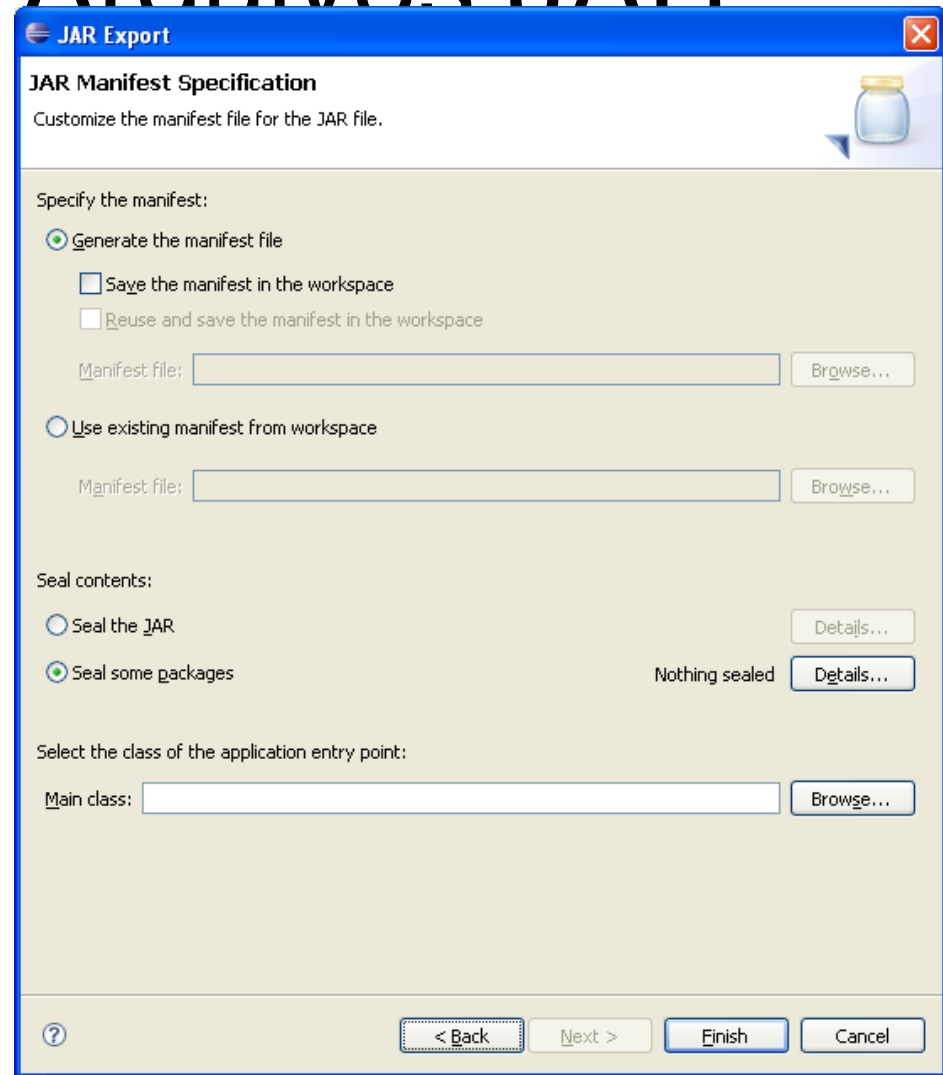 Archivos JAR
JAR Export
JAR Manifest Specification
Customize the manifest file for the JAR file.
Specify the manifest:
Generate the manifest file
Save the manifest in the workspace
Reuse and save the manifest in the workspace
Manifest file: Browse...
Use existing manifest from workspace
Manifest file: Browse...
Seal contents:
Seal the JAR Details...
Seal some packages Nothing sealed Details...
Select the class of the application entry point:
Main class: Browse...
? < Back Next > Finish Cancel